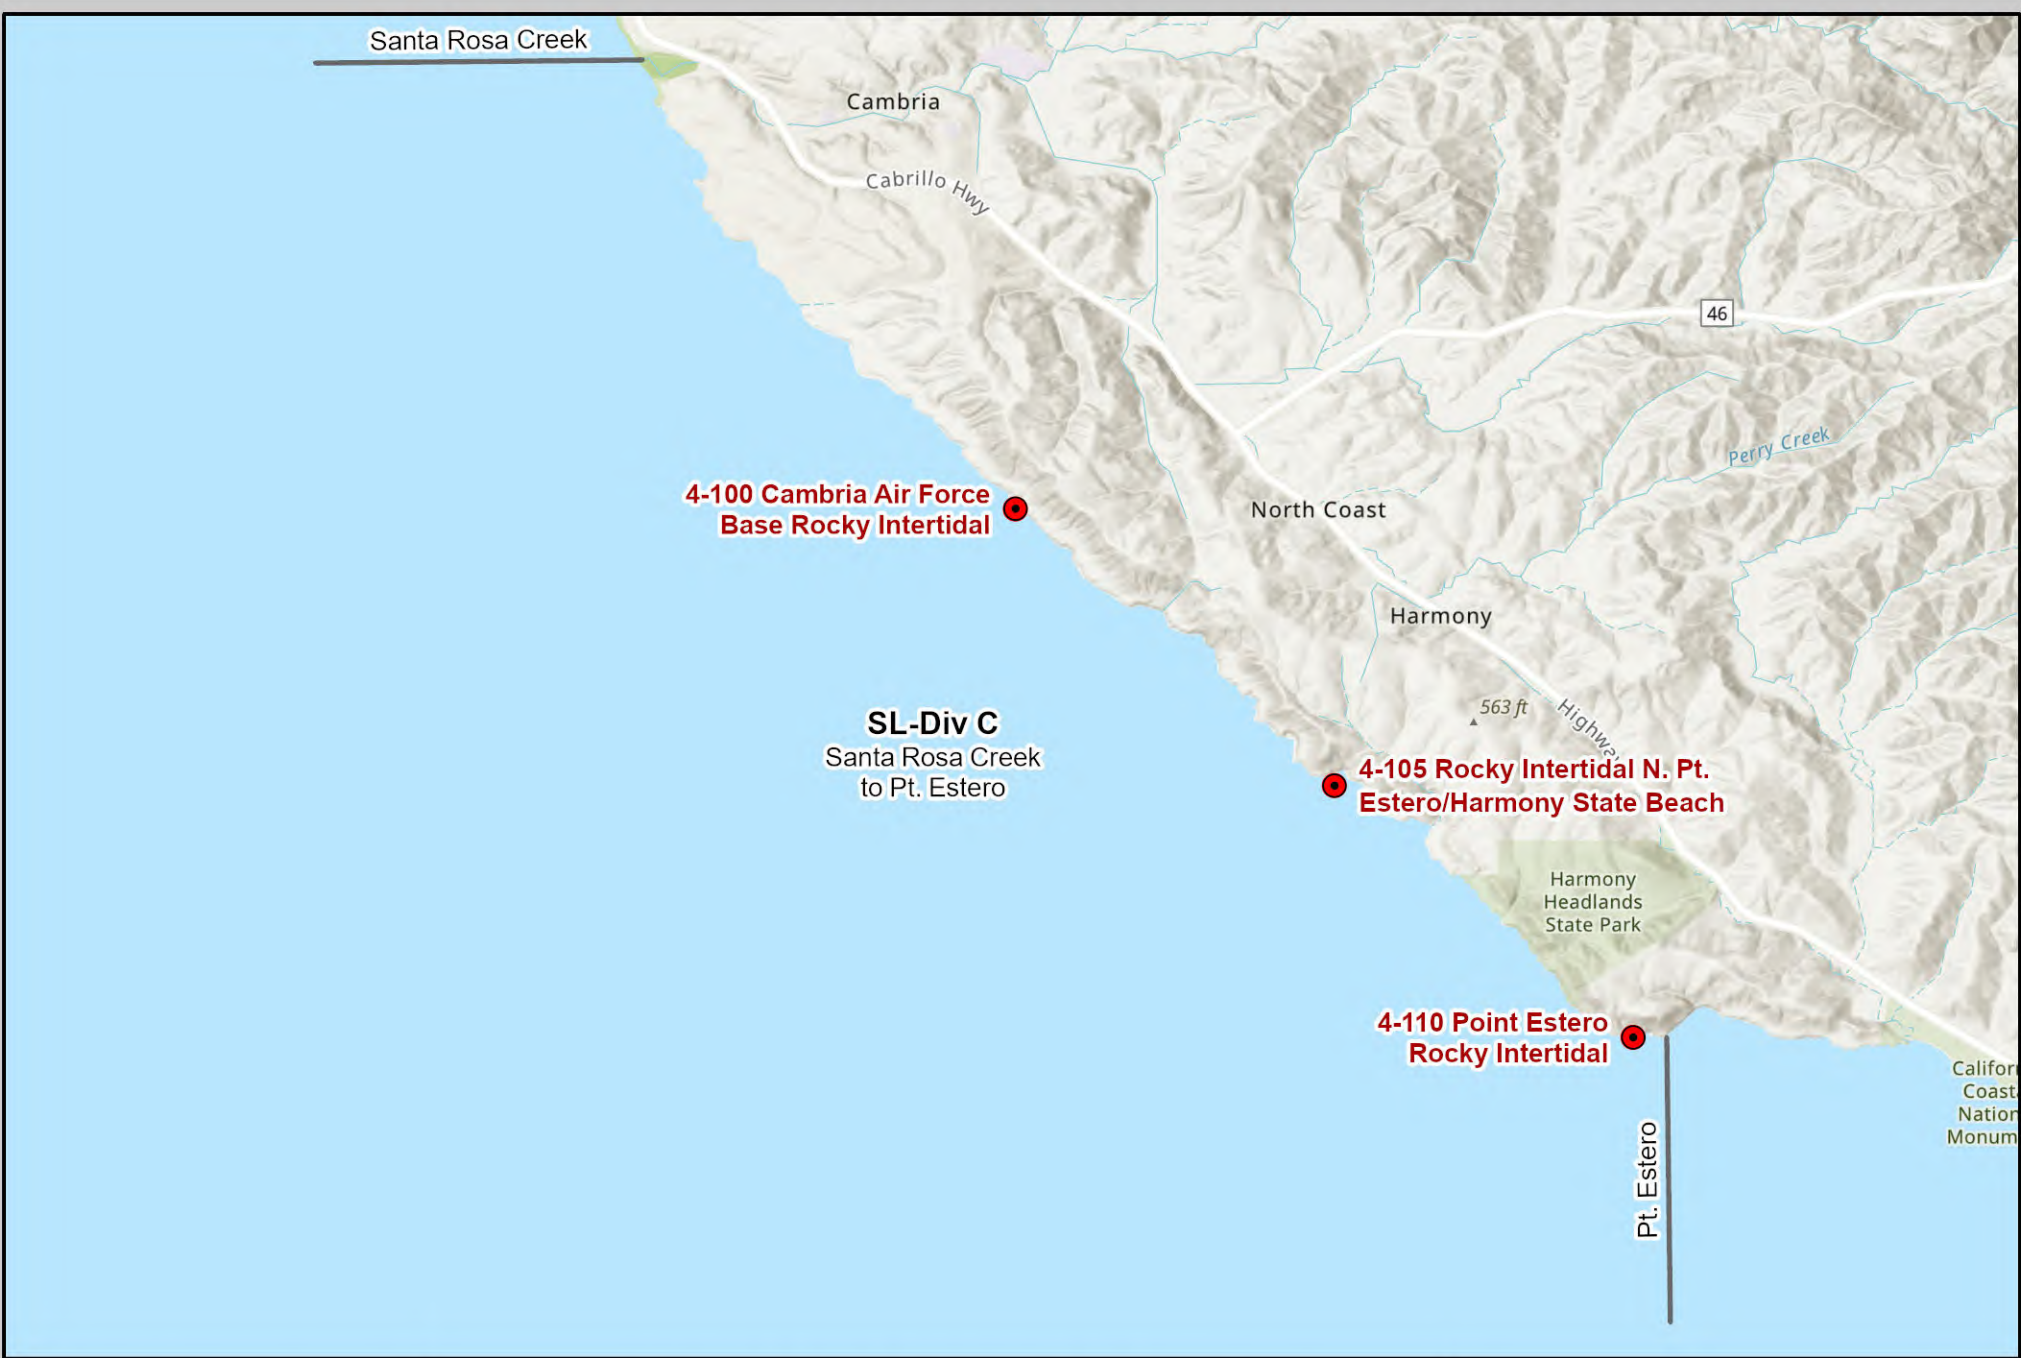 Santa Rosa Creek
Cambria
Cabrillo Hwy
46
Perry Creek
4-100 Cambria Air Force
Base Rocky Intertidal
North Coast
Harmony
563 ft
SL-Div C
Santa Rosa Creek
to Pt. Estero
4-105 Rocky Intertidal N. Pt.
Estero/Harmony State Beach
Harmony
Headlands
State Park
4-110 Point Estero
Rocky Intertidal
Pt. Estero